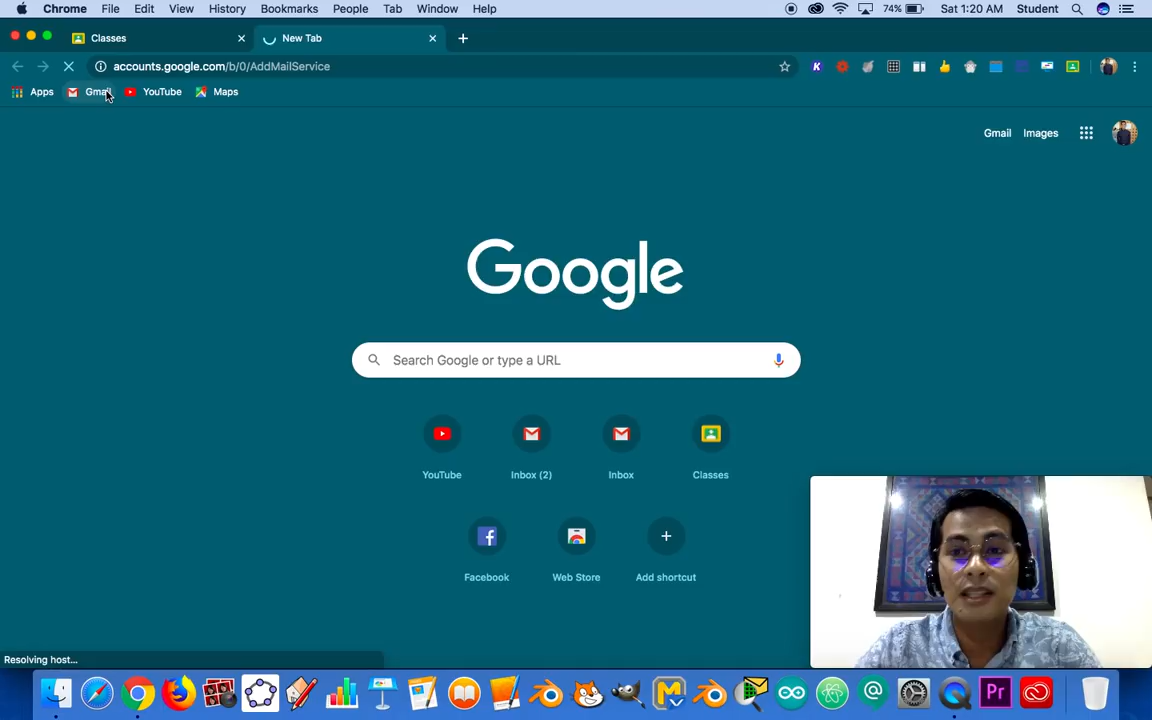 Chrome File Edit View History Bookmarks People Tab Window Help 74% Sat 1:20 AM Student
Classes New Tab
accounts.google.com/b/0/AddMailService
Apps Gmail YouTube Maps
Gmail Images
Google
Search Google or type a URL
YouTube Inbox (2) Inbox Classes
Facebook Web Store Add shortcut
Resolving host...
Pr